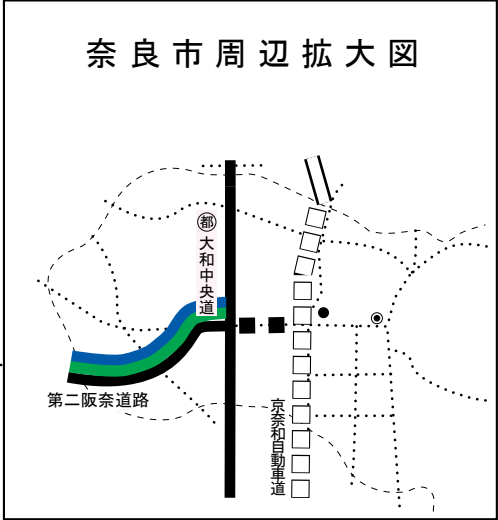 奈良市周辺拡大図
都
大和中央道
第二阪奈道路
京奈和自動車道